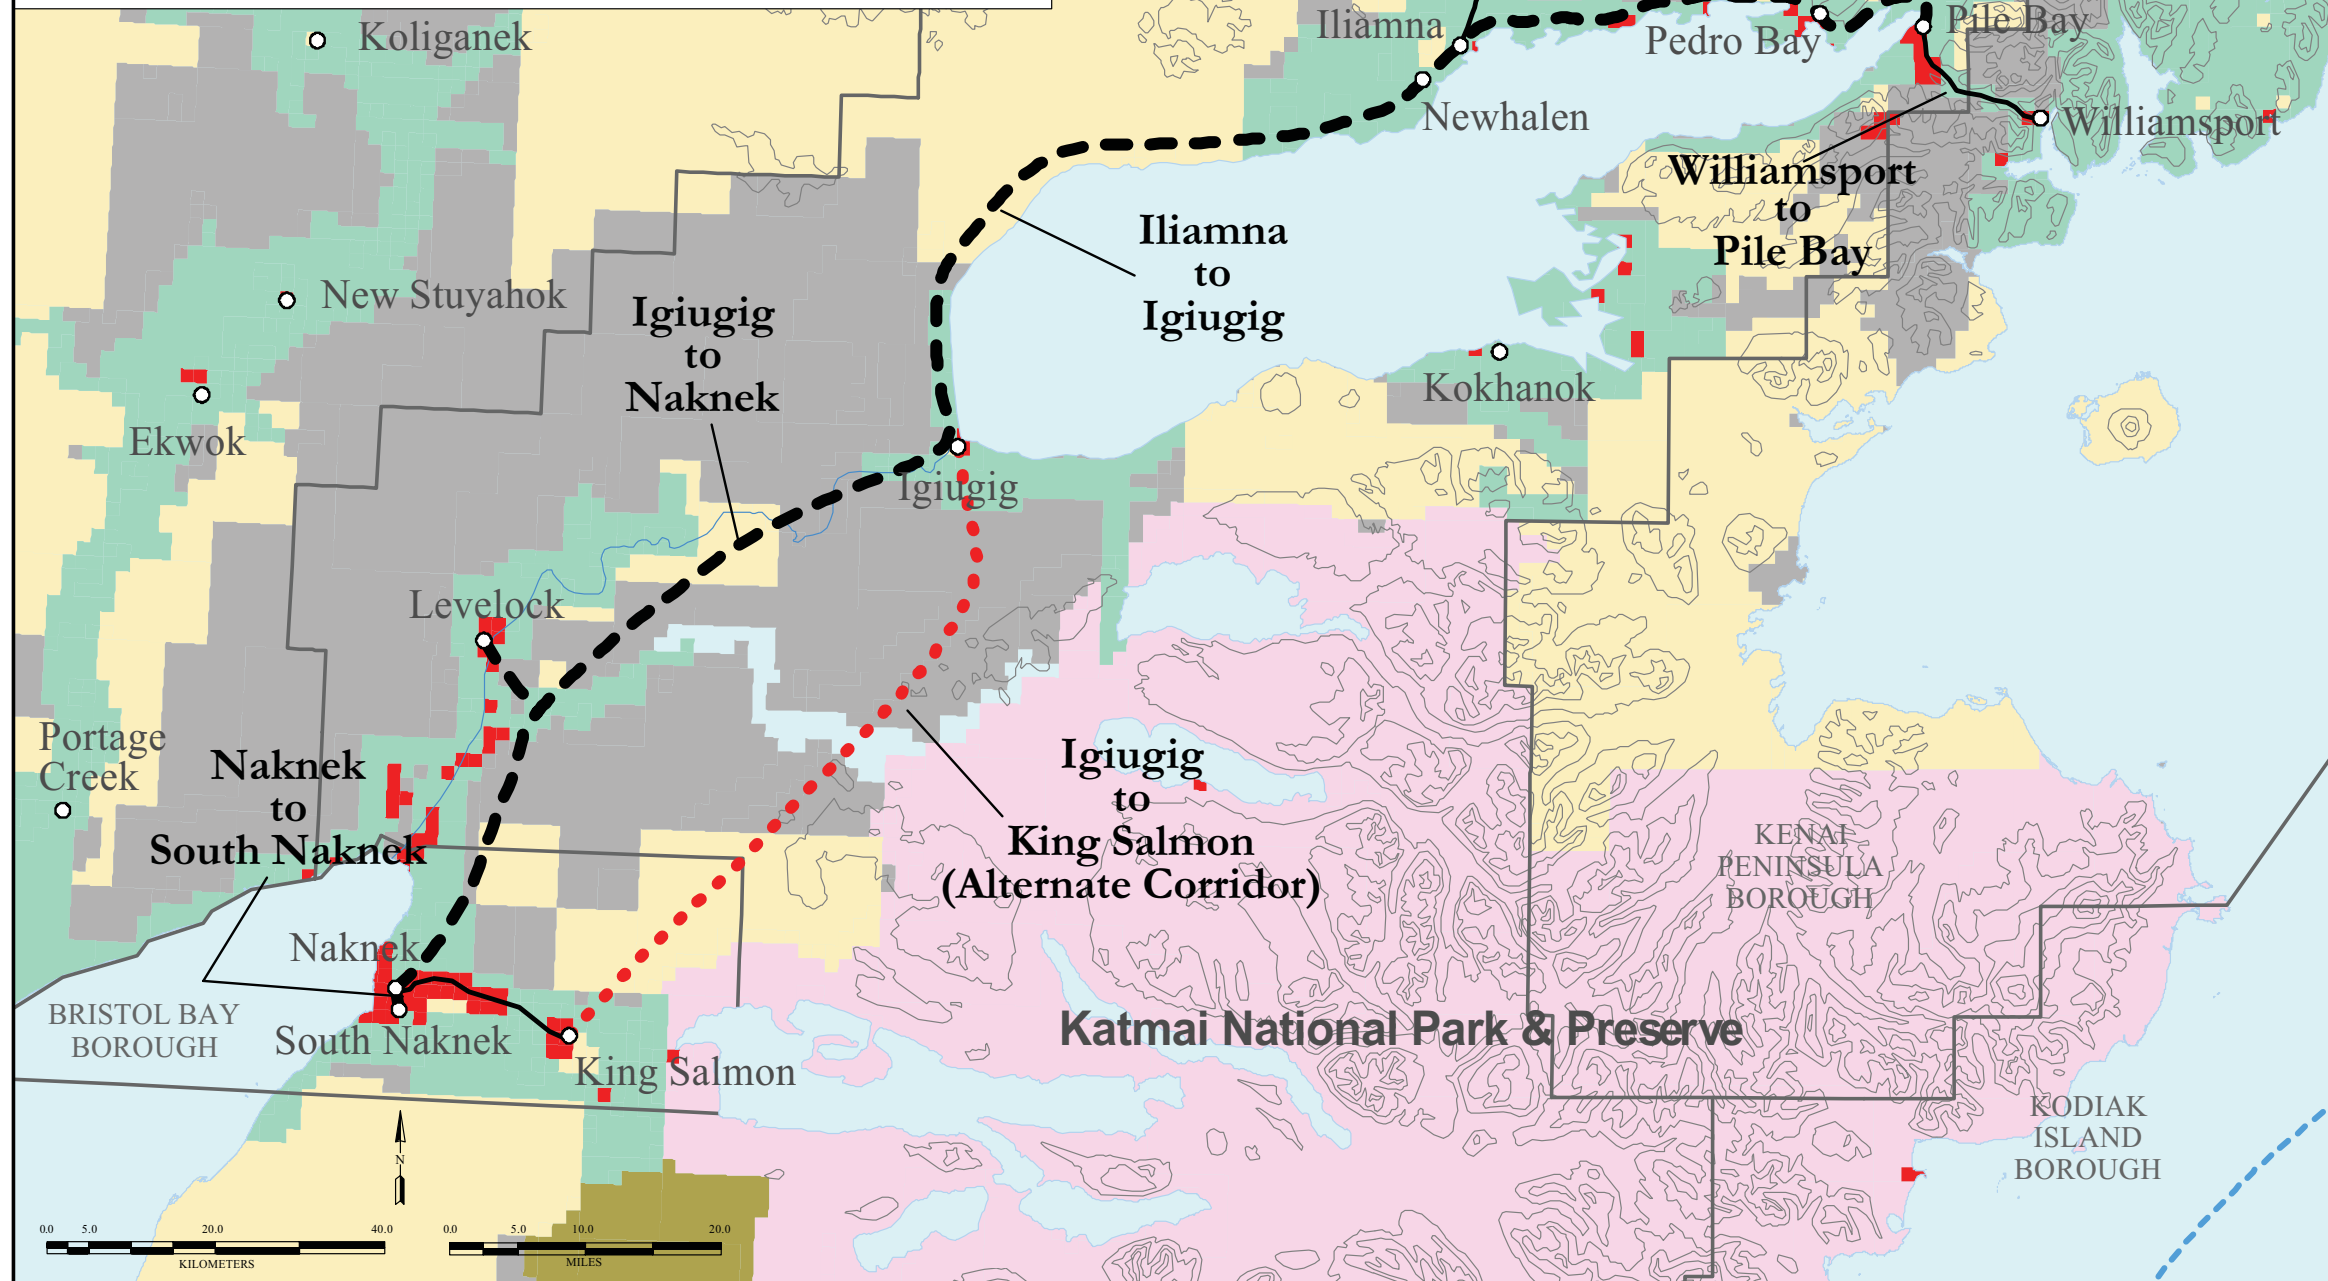 Koliganek
Iliamna
Pedro Bay
Pile Bay
Newhalen
Williamsport
Williamsport
to
Pile Bay
Iliamna
to
Igiugig
New Stuyahok
Igiugig
to
Naknek
Ekwok
Kokhanok
Igiugig
Levelock
Portage
Creek
Naknek
to
South Naknek
Igiugig
to
King Salmon
(Alternate Corridor)
KENAI
PENINSULA
BOROUGH
Naknek
BRISTOL BAY
BOROUGH
South Naknek
King Salmon
Katmai National Park & Preserve
KODIAK
ISLAND
BOROUGH
N
0.0 5.0 20.0 40.0
KILOMETERS
0.0 5.0 10.0 20.0
MILES